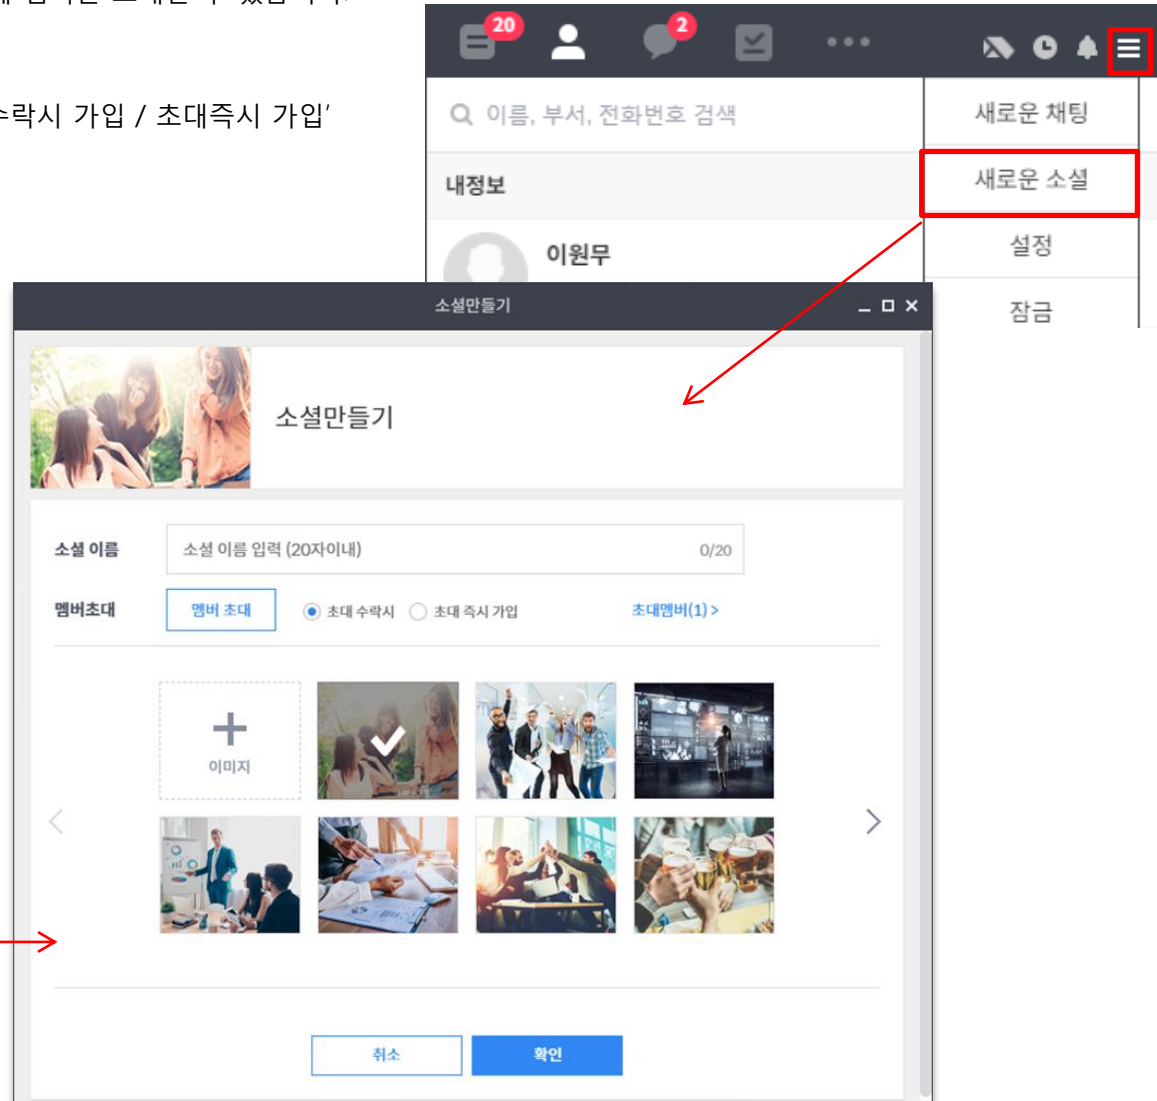 20
2
이름, 부서, 전화번호 검색
새로운 채팅
수락시 가입 / 초대즉시 가입'
내정보
새로운 소셜
이원무
설정
잠금
소셜만들기
소셜만들기
소셜 이름
소셜 이름 입력 (20자이내)
0/20
멤버초대
멤버 초대
초대 수락시
초대 즉시 가입
초대멤버(1) >
이미지
취소
확인